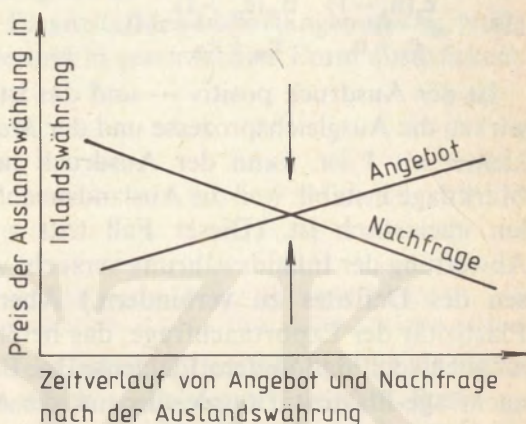 Preis der Auslandswährung in
Inlandswährung
Angebot
Nachfrage
Zeitverlauf von Angebot und Nachfrage
nach der Auslandswährung